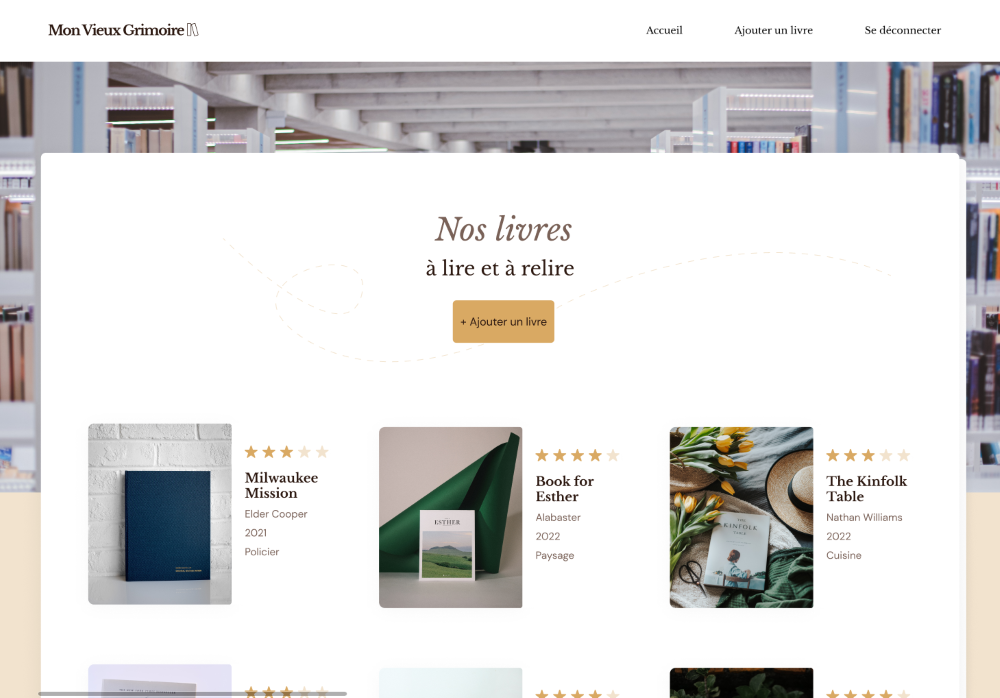 Mon Vieux Grimoire
Accueil
Ajouter un livre
Se déconnecter
Nos livres
à lire et à relire
+ Ajouter un livre
Milwaukee
Mission
Elder Cooper
2021
Policier
ESTHER
Book for
Esther
Alabaster
2022
Paysage
THE
KINFOLK
TABLE
The Kinfolk
Table
Nathan Williams
2022
Cuisine